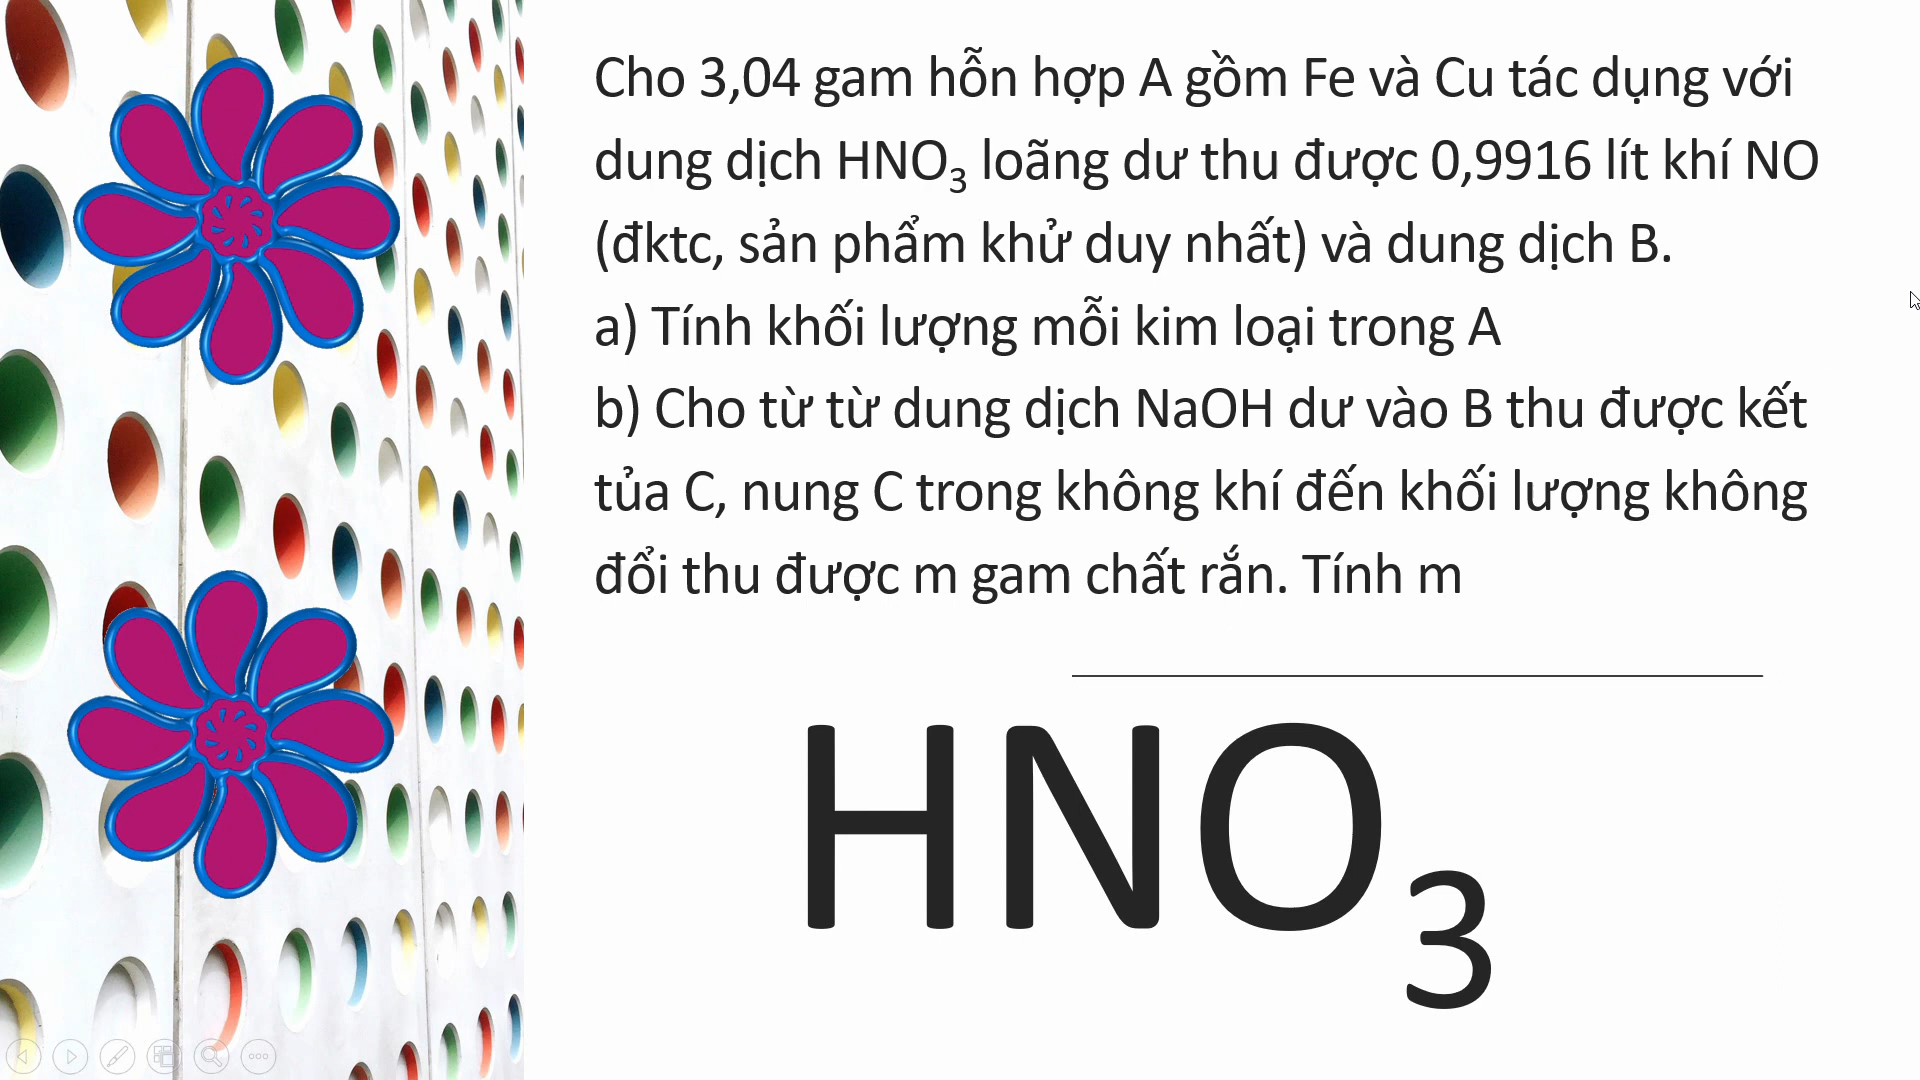 Cho 3,04 gam hỗn hợp A gồm Fe và Cu tác dụng với
dung dịch HNO₃ loãng dư thu được 0,9916 lít khí NO
(đktc, sản phẩm khử duy nhất) và dung dịch B.
a) Tính khối lượng mỗi kim loại trong A
b) Cho từ từ dung dịch NaOH dư vào B thu được kết
tủa C, nung C trong không khí đến khối lượng không
đổi thu được m gam chất rắn. Tính m
HNO₃